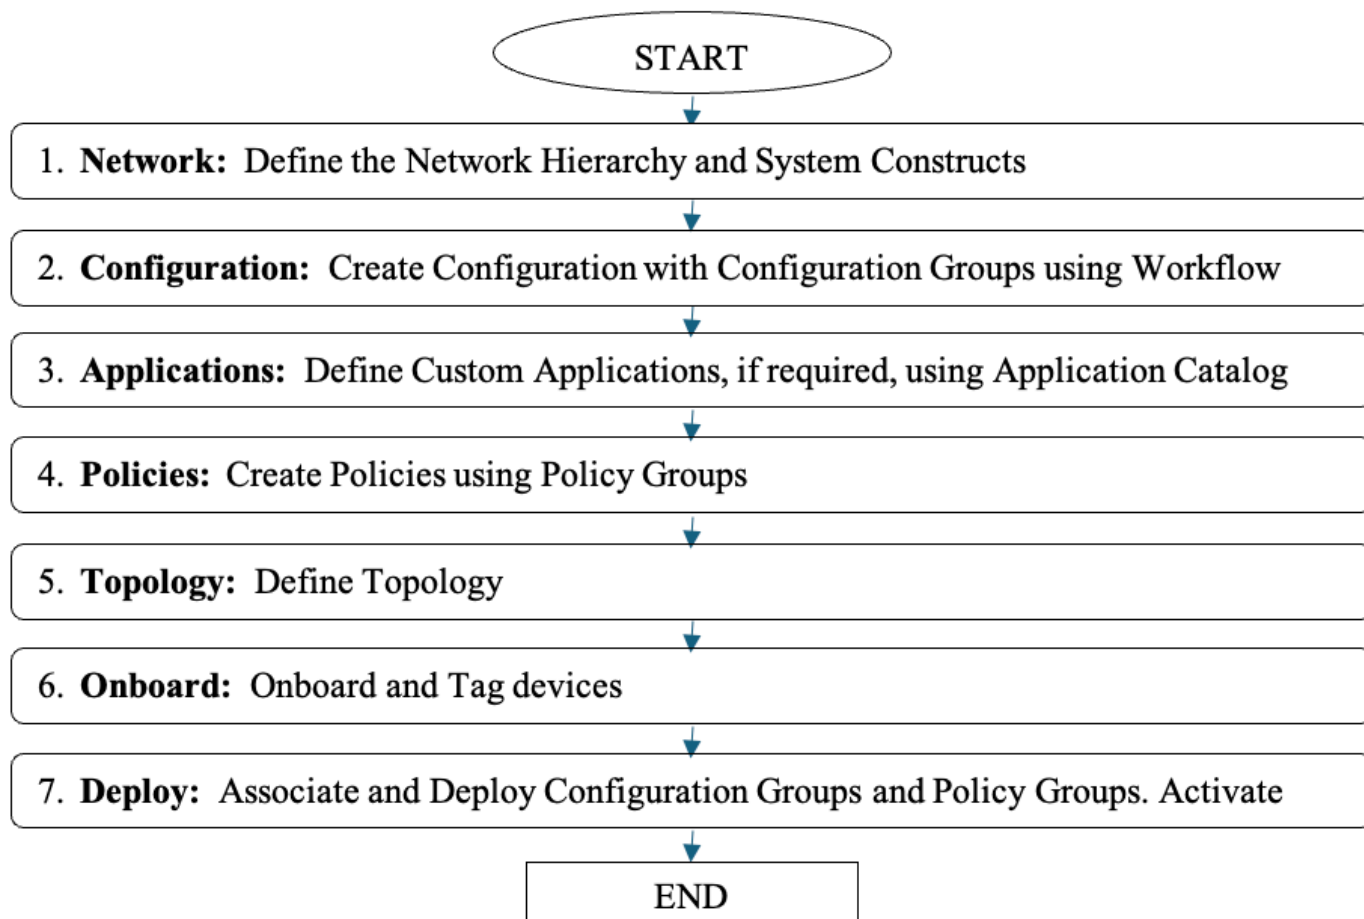 START
1. Network: Define the Network Hierarchy and System Constructs
2. Configuration: Create Configuration with Configuration Groups using Workflow
3. Applications: Define Custom Applications, if required, using Application Catalog
4. Policies: Create Policies using Policy Groups
5. Topology: Define Topology
6. Onboard: Onboard and Tag devices
7. Deploy: Associate and Deploy Configuration Groups and Policy Groups. Activate
END